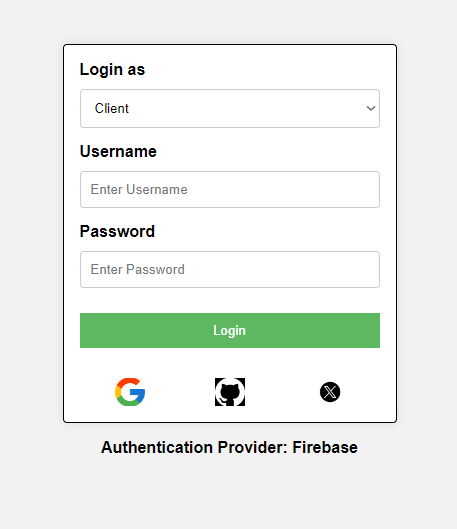 Login as
Client
Username
Enter Username
Password
Enter Password
Login
Authentication Provider: Firebase